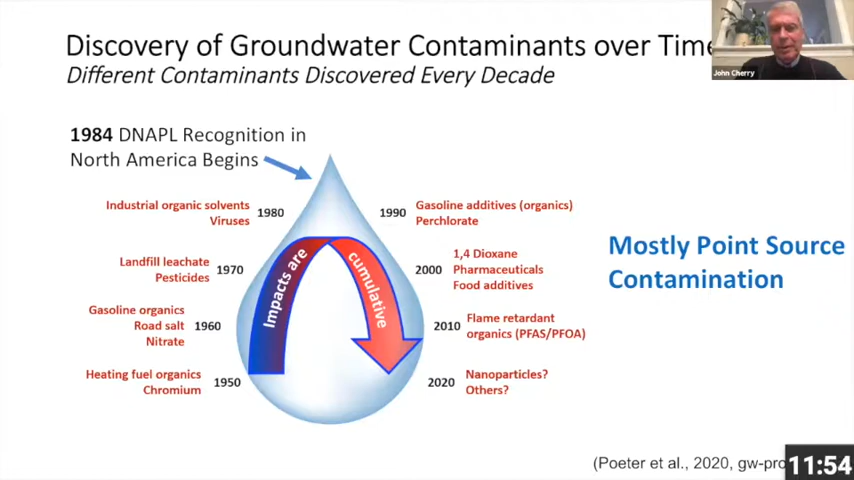 Discovery of Groundwater Contaminants over Time
Different Contaminants Discovered Every Decade
John Cherry
1984 DNAPL Recognition in
North America Begins
Industrial organic solvents
Viruses
1980
Landfill leachate
Pesticides
1970
Gasoline organics
Road salt
Nitrate
1960
Heating fuel organics
Chromium
1950
Impacts are
cumulative
1990
Gasoline additives (organics)
Perchlorate
2000
1,4 Dioxane
Pharmaceuticals
Food additives
2010
Flame retardant
organics (PFAS/PFOA)
2020
Nanoparticles?
Others?
Mostly Point Source
Contamination
(Poeter et al., 2020,
11:54